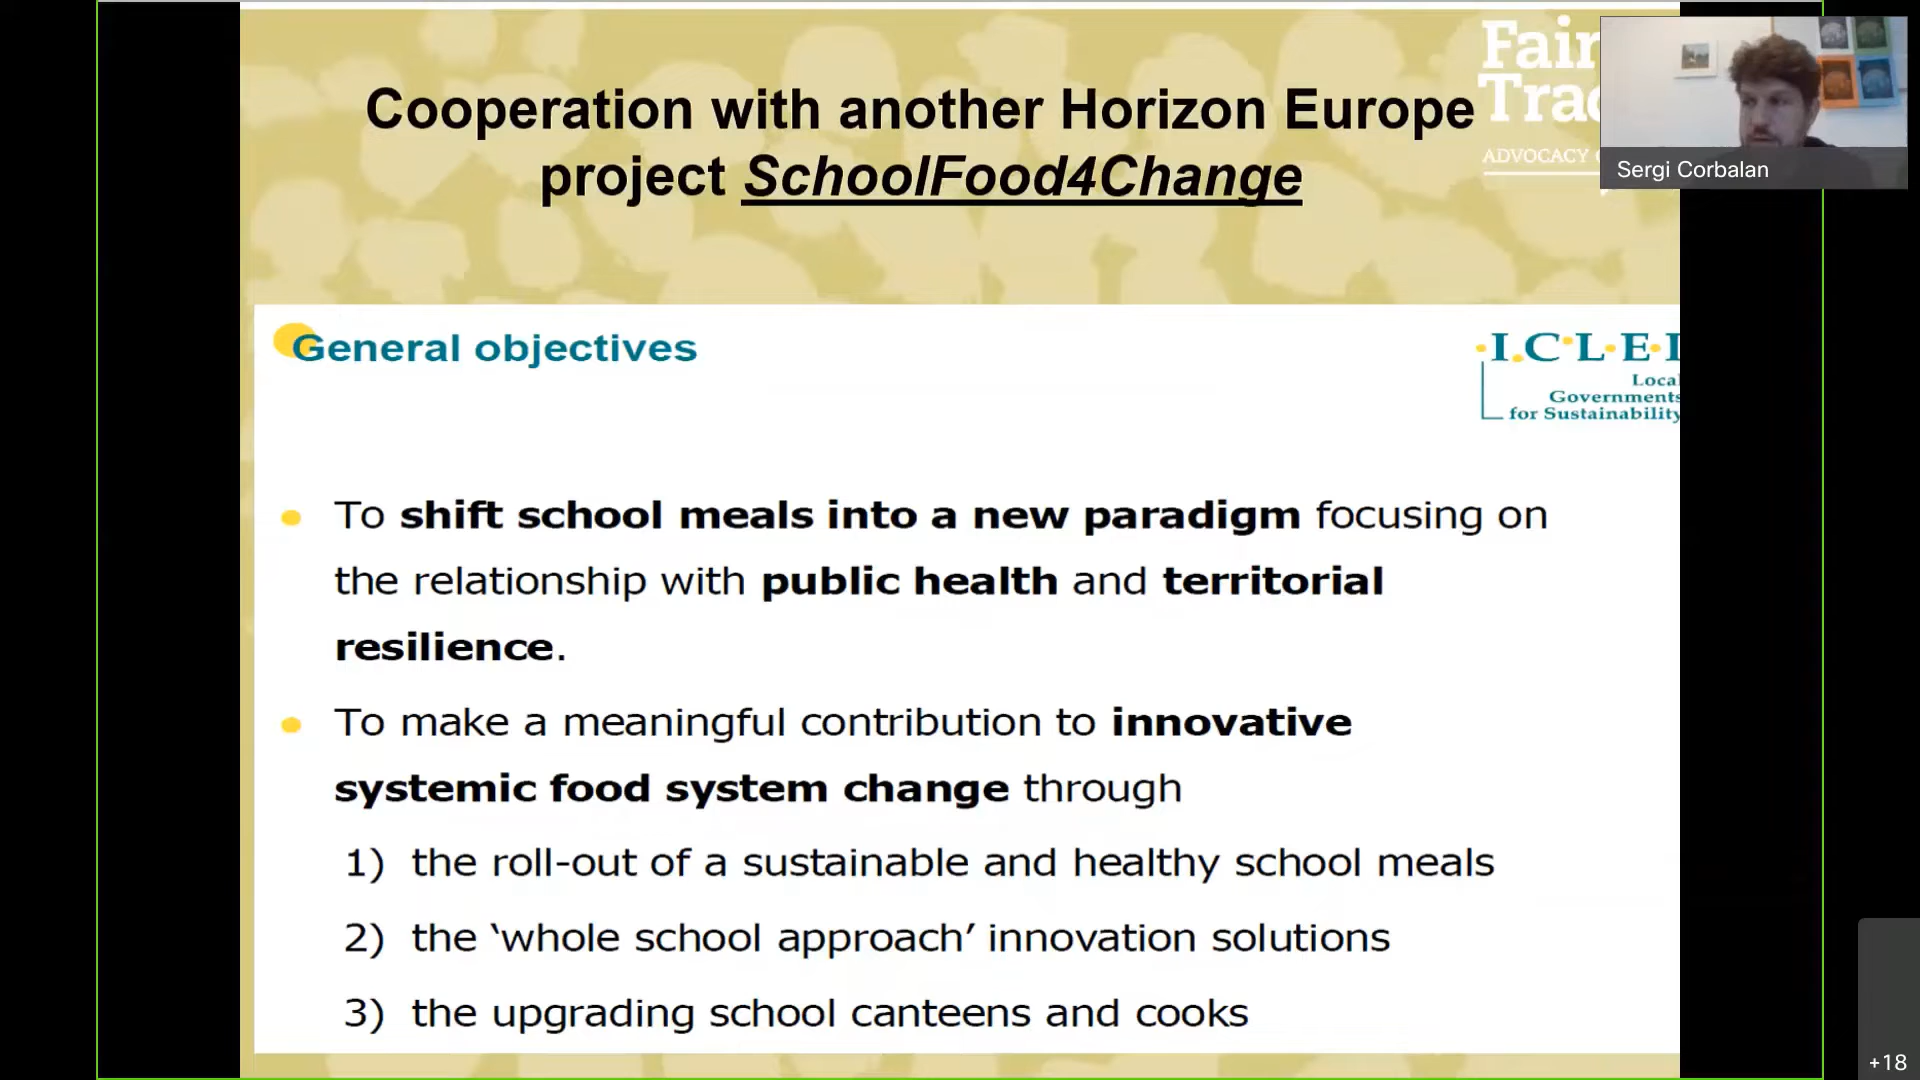 Cooperation with another Horizon Europe
project SchoolFood4Change
Fair
Trad
ADVOCACY
Sergi Corbalan
General objectives
I.C.L.E.I
Local
Governments
for Sustainability
To shift school meals into a new paradigm focusing on
the relationship with public health and territorial
resilience.
To make a meaningful contribution to innovative
systemic food system change through
1) the roll-out of a sustainable and healthy school meals
2) the ‘whole school approach’ innovation solutions
3) the upgrading school canteens and cooks
+18